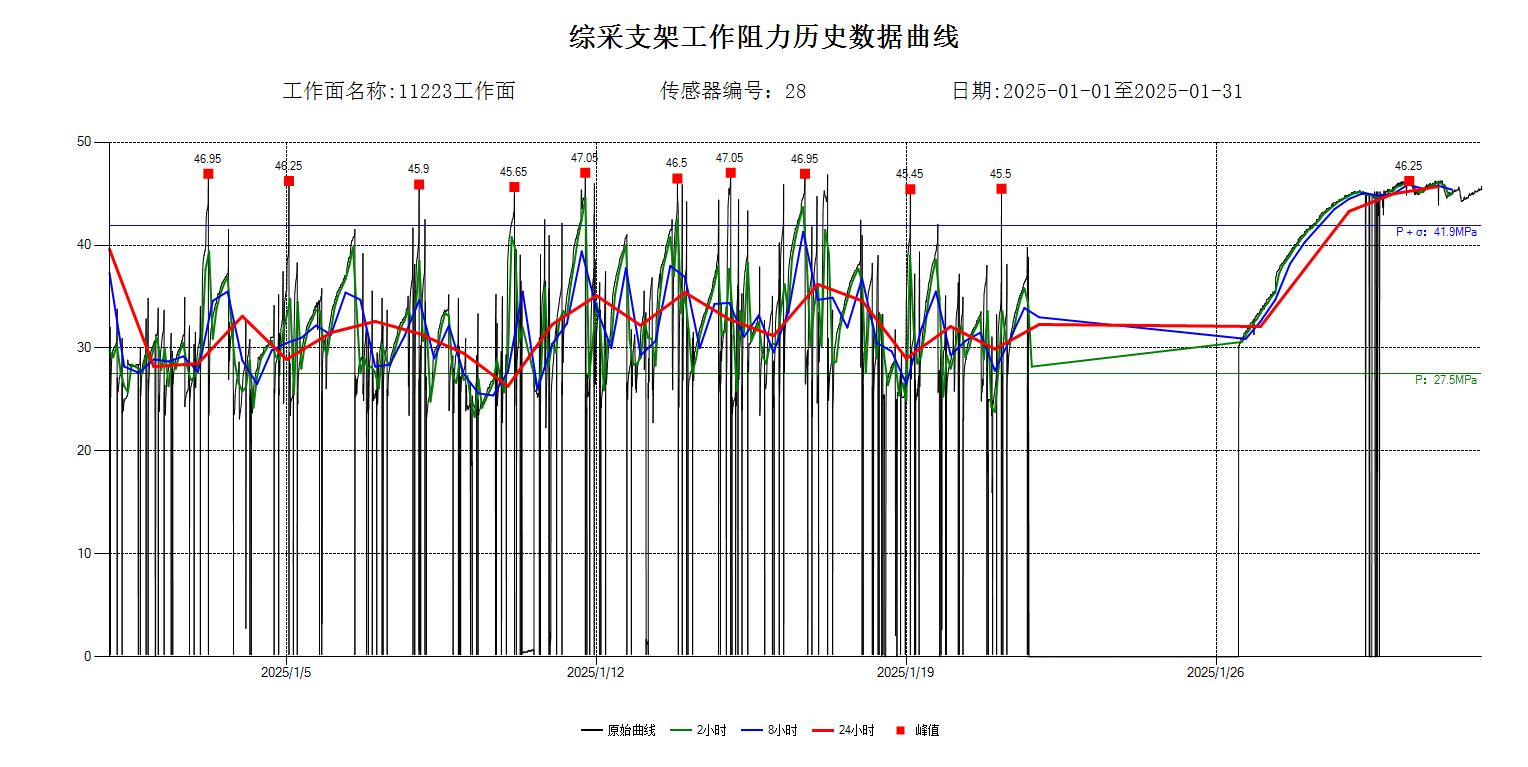 综采支架工作阻力历史数据曲线
工作面名称:11223工作面 传感器编号：28 日期:2025-01-01至2025-01-31
50
46.95 46.25 45.9 45.65 47.05 46.5 47.05 46.95 45.45 45.5 46.25
P + σ：41.9MPa
40
30
P：27.5MPa
20
10
0
2025/1/5 2025/1/12 2025/1/19 2025/1/26
原始曲线 2小时 8小时 24小时 峰值